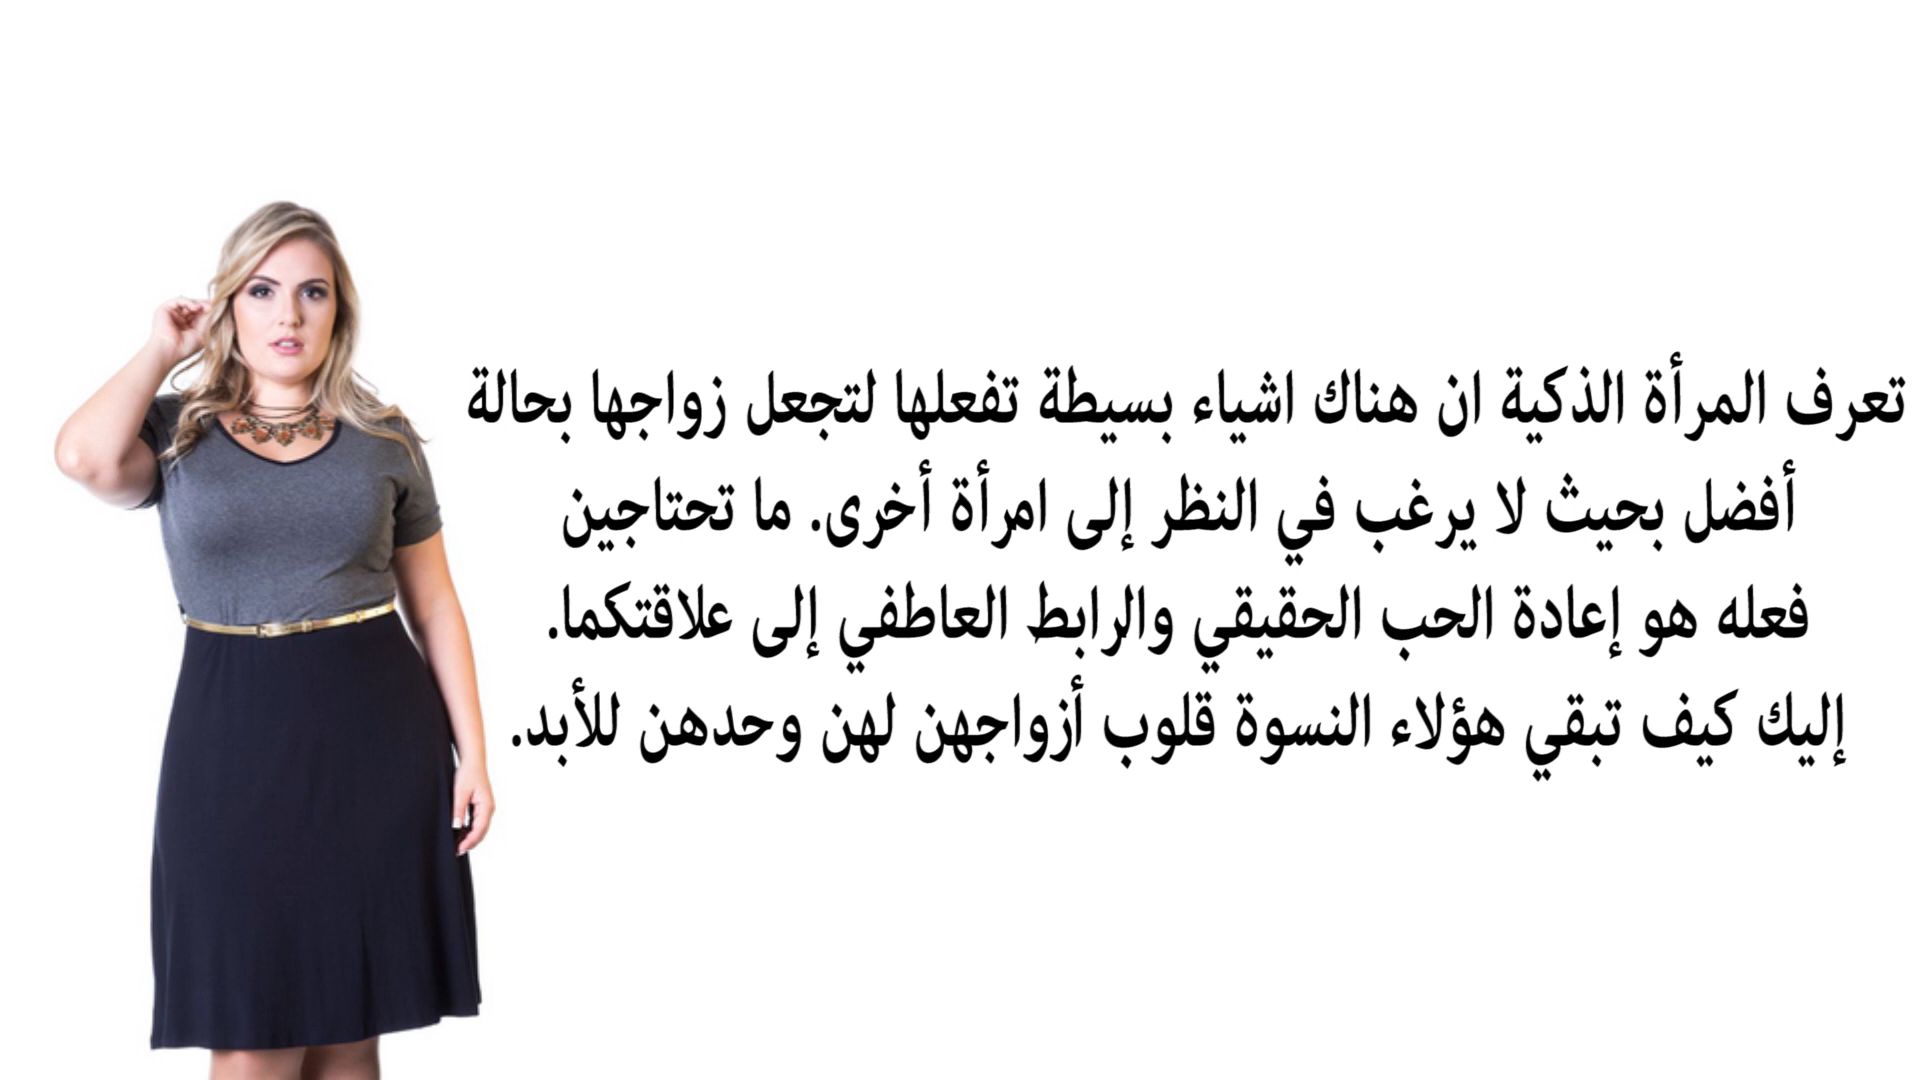 تعرف المرأة الذكية ان هناك اشياء بسيطة تفعلها لتجعل زواجها بحالة
أفضل بحيث لا يرغب في النظر إلى امرأة أخرى. ما تحتاجين
فعله هو إعادة الحب الحقيقي والرابط العاطفي إلى علاقتكما.
إليك كيف تبقي هؤلاء النسوة قلوب أزواجهن لهن وحدهن للأبد.